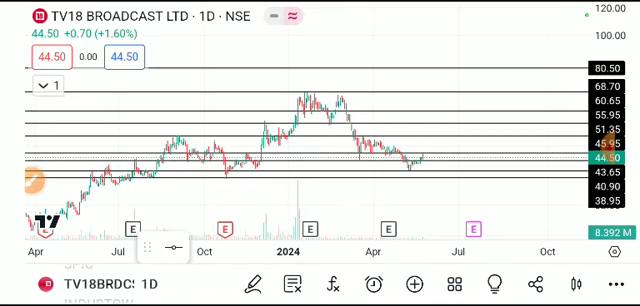 TV18 BROADCAST LTD · 1D · NSE
44.50 +0.70 (+1.60%)
44.50 0.00 44.50
1
120.00
100.00
80.50
68.70
60.65
55.95
51.35
45.95
44.50
43.65
40.90
38.95
8.392 M
E E E E E E
Apr Jul Oct 2024 Apr Jul Oct
TV18BRDCS 1D